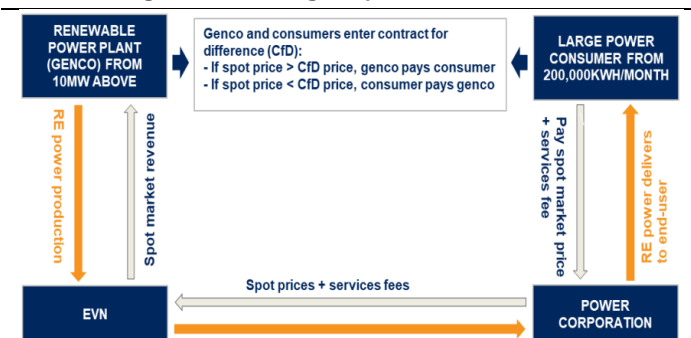 RENEWABLE
POWER PLANT
(GENCO) FROM
10MW ABOVE
Genco and consumers enter contract for
difference (CfD):
- If spot price > CfD price, genco pays consumer
- If spot price < CfD price, consumer pays genco
LARGE POWER
CONSUMER FROM
200,000KWH/MONTH
RE power production
Spot market revenue
Pay spot market price
+ services fee
RE power delivers
to end-user
Spot prices + services fees
EVN
POWER
CORPORATION